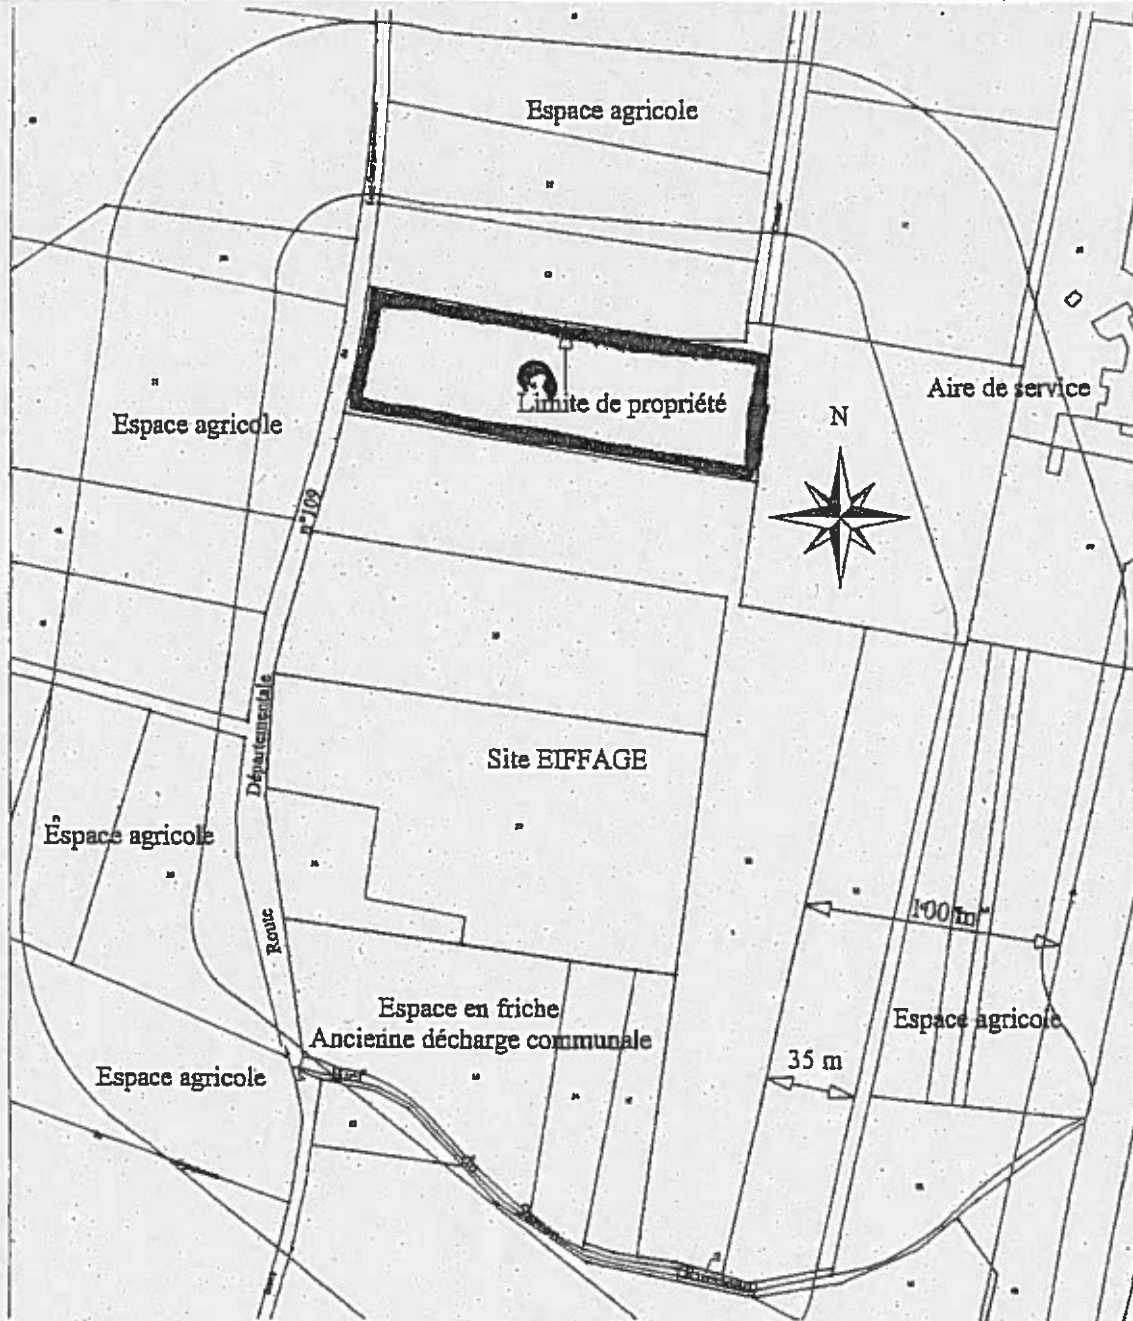 Espace agricole
Aire de service
Limite de propriété
N
Espace agricole
n°109
Départementale
Site EIFFAGE
Espace agricole
Route
100 m
Espace en friche
Ancienne décharge communale
Espace agricole
35 m
Espace agricole